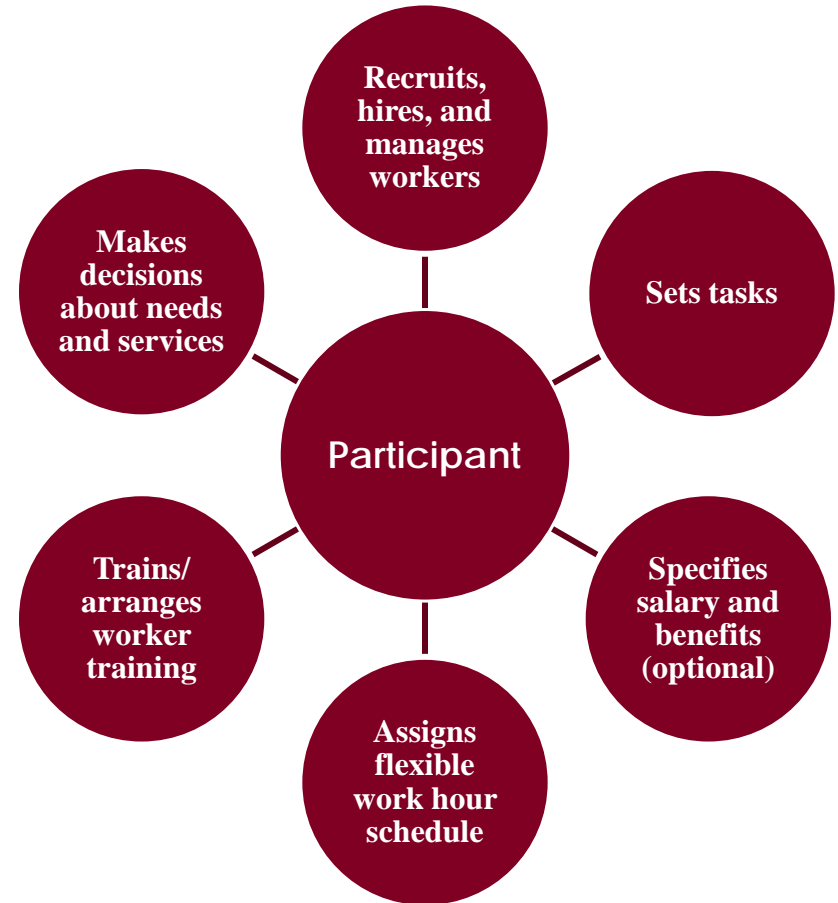 Recruits,
hires, and
manages
workers
Sets tasks
Specifies
salary and
benefits
(optional)
Assigns
flexible
work hour
schedule
Trains/
arranges
worker
training
Makes
decisions
about needs
and services
Participant